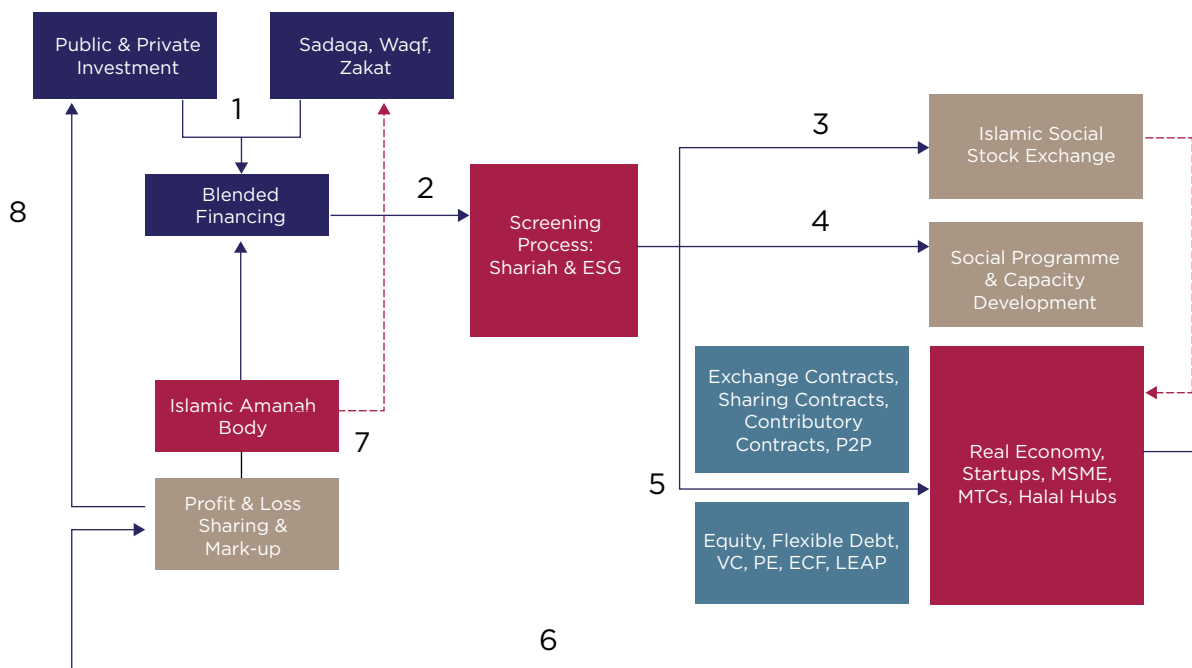 Public & Private
Investment
Sadaqa, Waqf,
Zakat
1
Blended
Financing
2
Screening
Process:
Shariah & ESG
3
Islamic Social
Stock Exchange
4
Social Programme
& Capacity
Development
8
Islamic Amanah
Body
7
Profit & Loss
Sharing &
Mark-up
Exchange Contracts,
Sharing Contracts,
Contributory
Contracts, P2P
5
Equity, Flexible Debt,
VC, PE, ECF, LEAP
Real Economy,
Startups, MSME,
MTCs, Halal Hubs
6